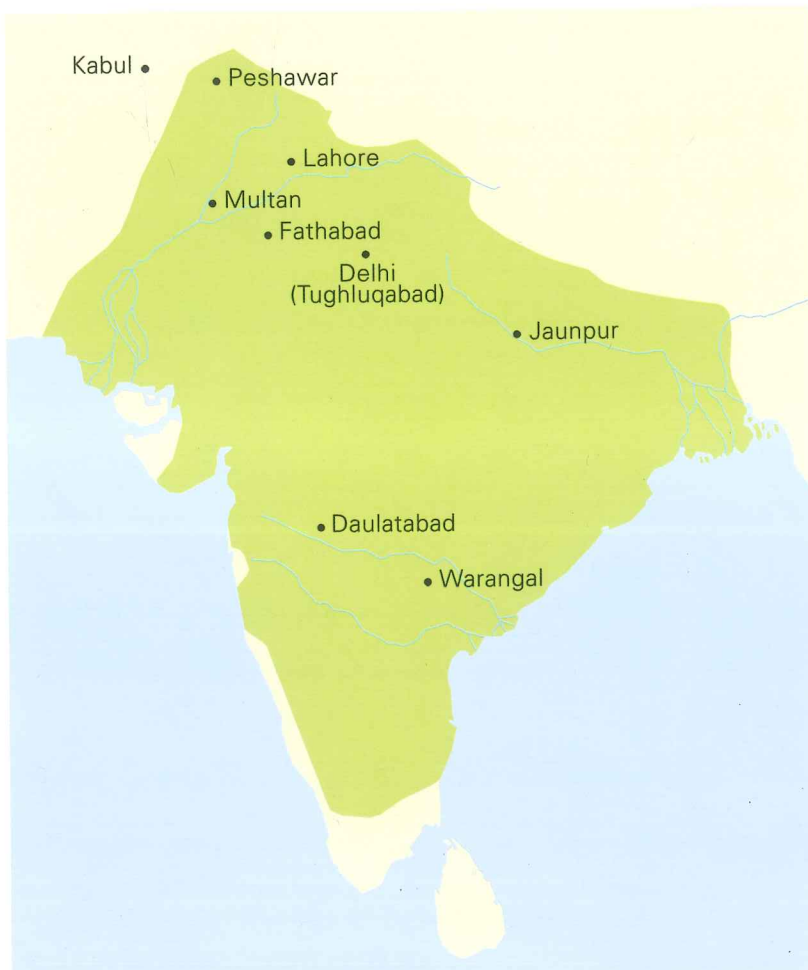 Kabul
Peshawar
Lahore
Multan
Fathabad
Delhi
(Tughluqabad)
Jaunpur
Daulatabad
Warangal